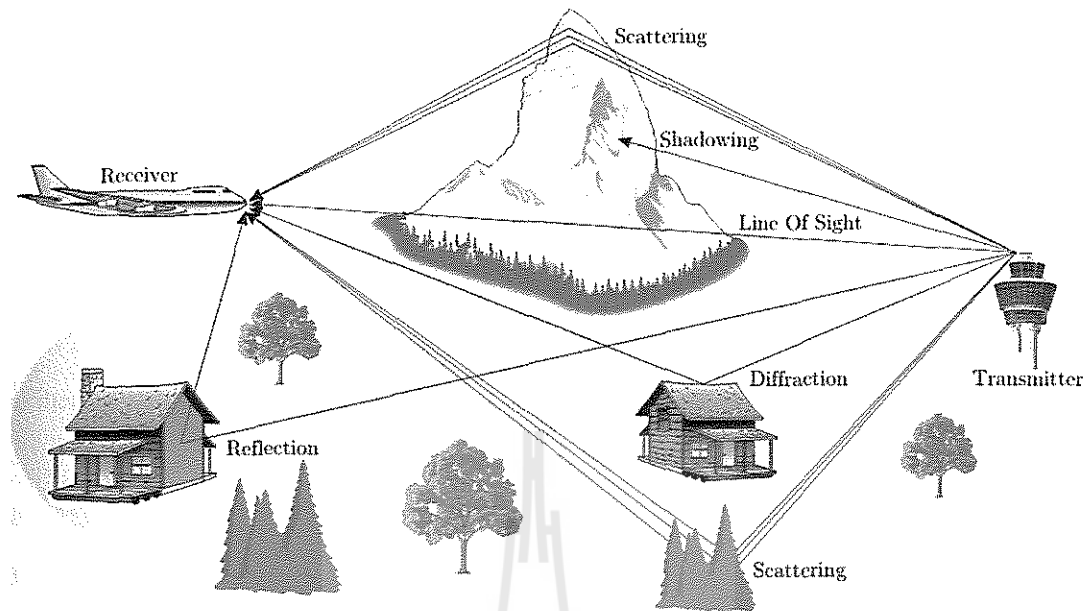 Scattering
Shadowing
Receiver
Line Of Sight
Diffraction
Transmitter
Reflection
Scattering